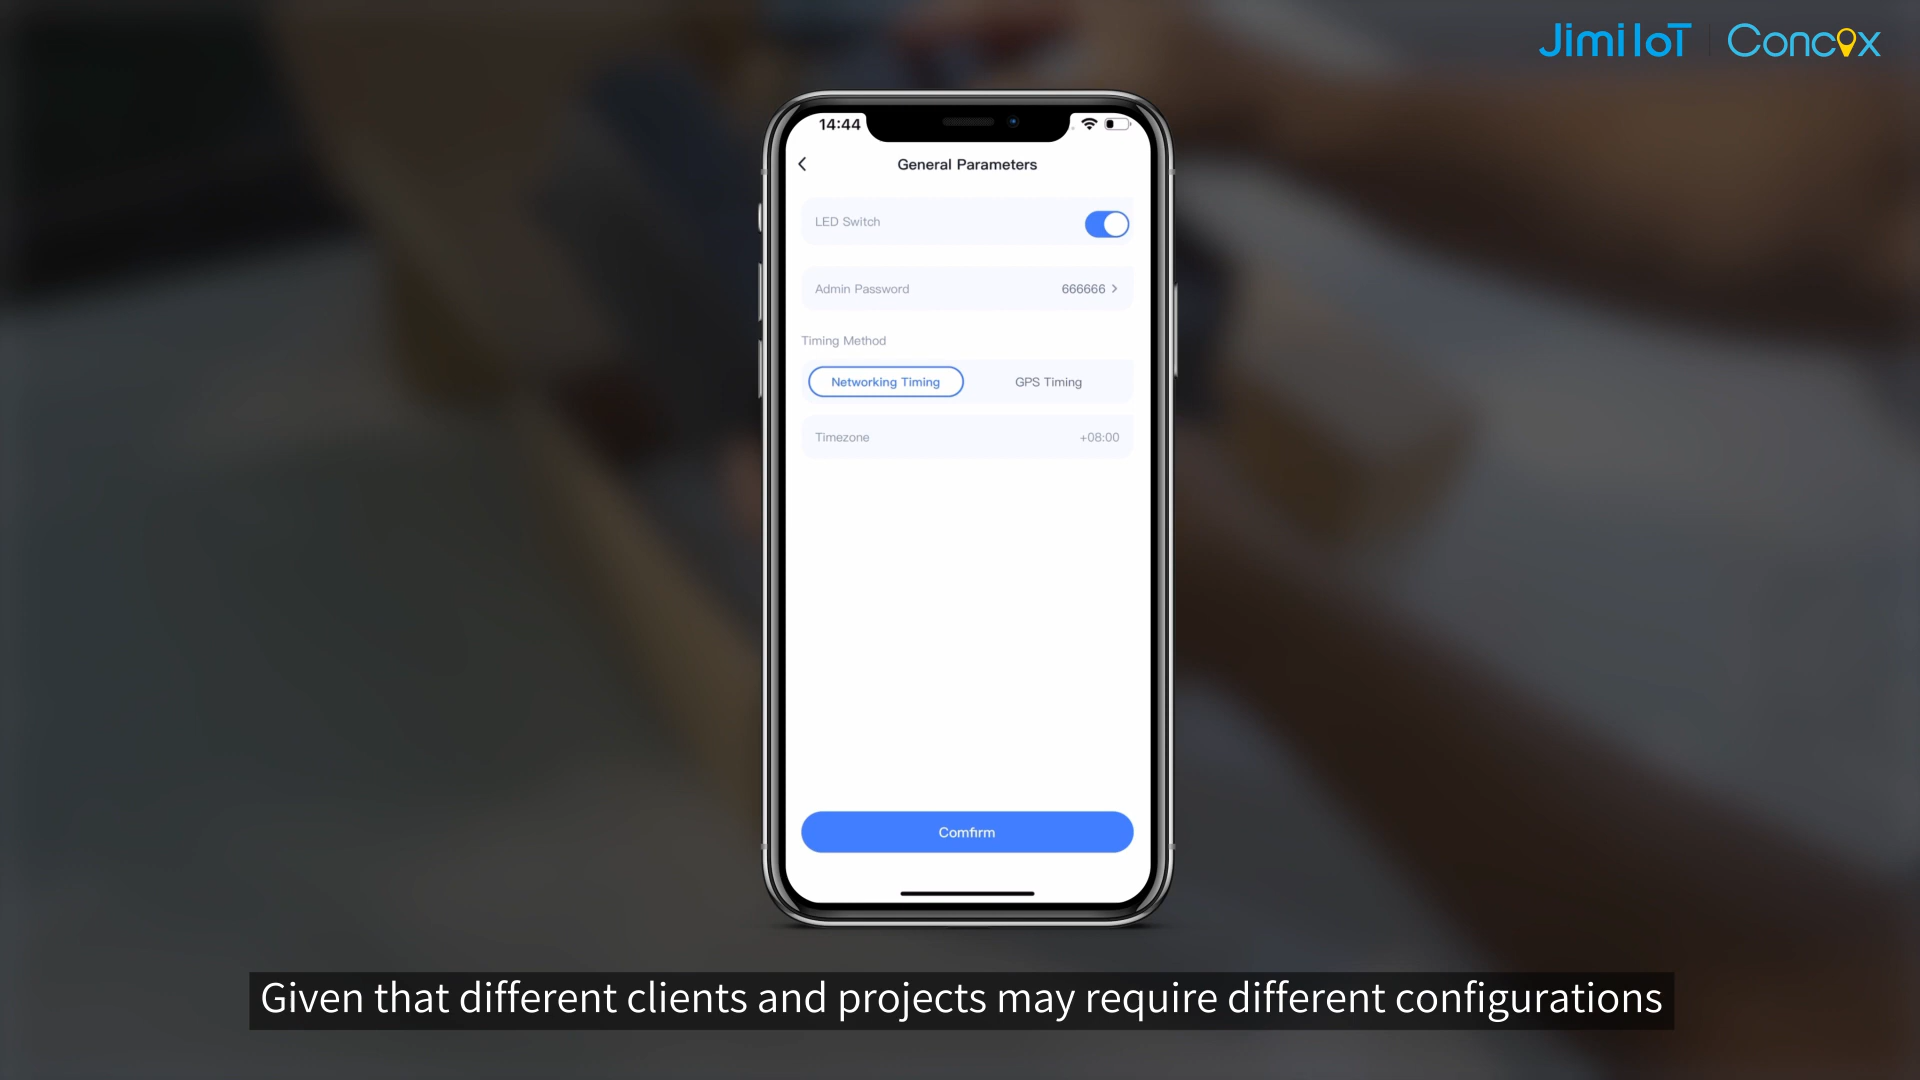 Jimi IoT | Concox
14:44
General Parameters
LED Switch
Admin Password 666666 >
Timing Method
Networking Timing GPS Timing
Timezone +08:00
Comfirm
Given that different clients and projects may require different configurations